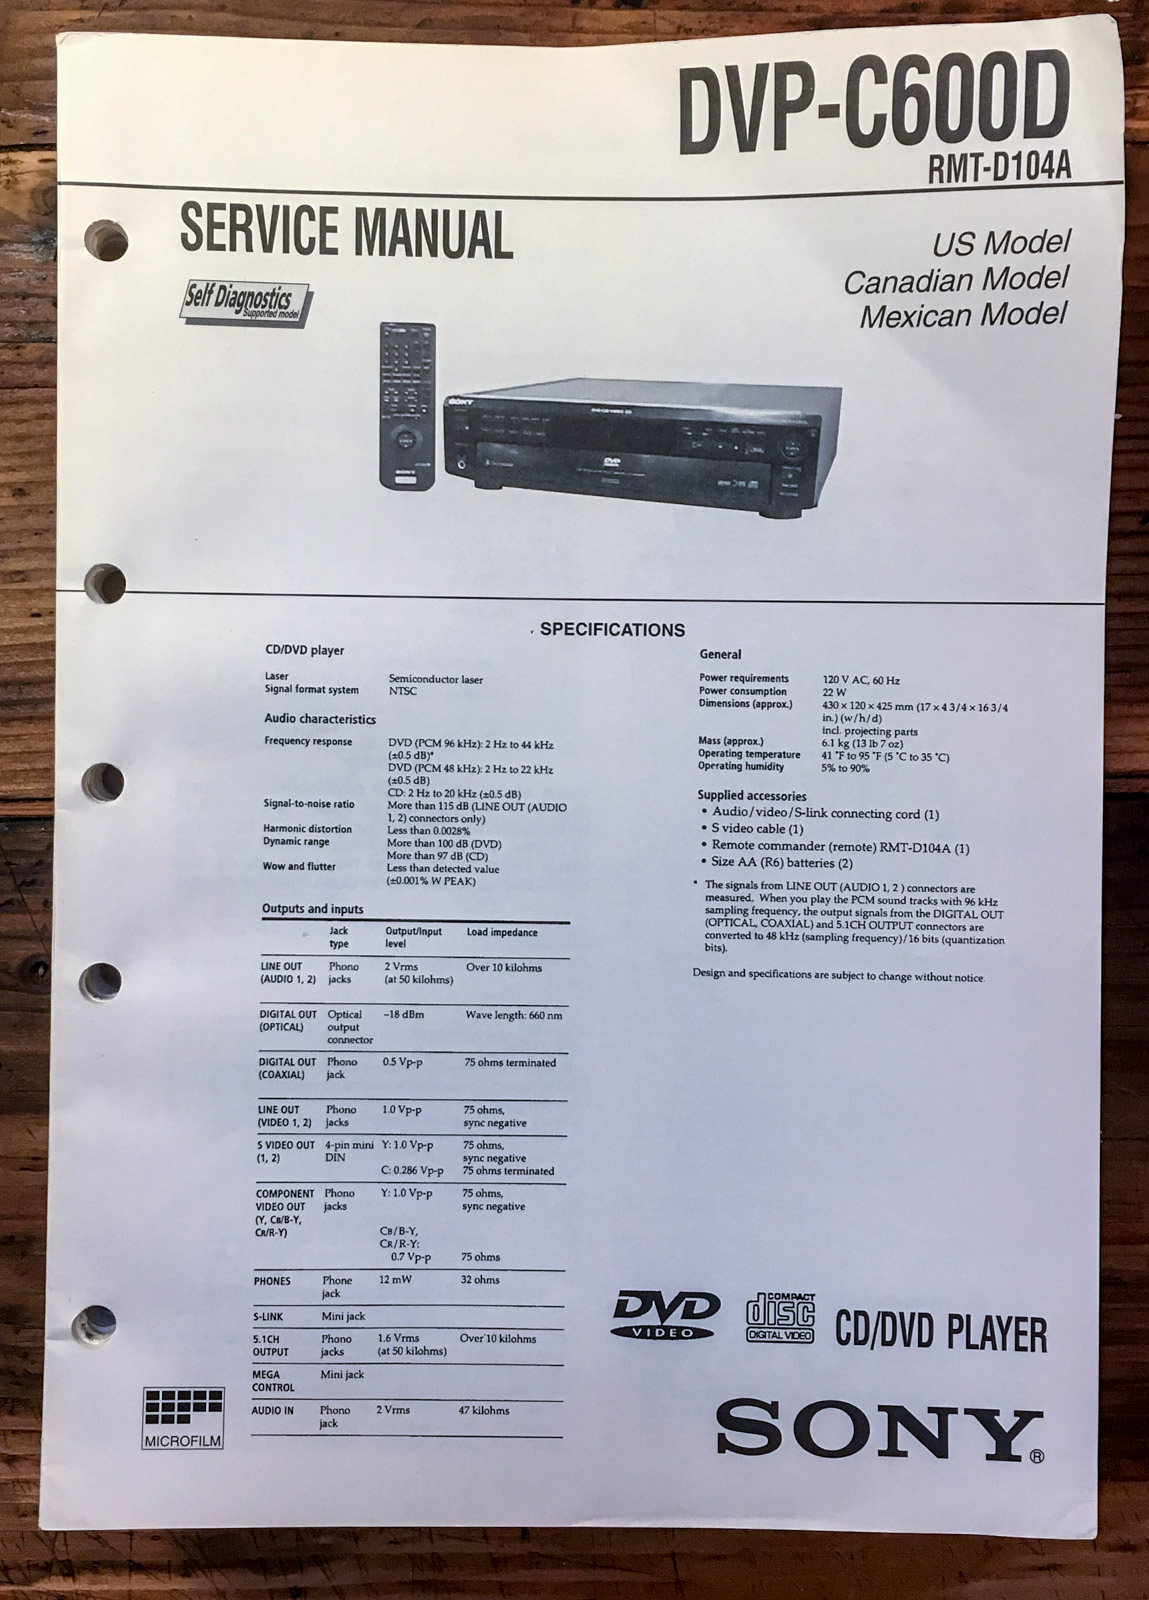 DVP-C600D
RMT-D104A
SERVICE MANUAL
US Model
Canadian Model
Mexican Model
Self Diagnostics
Supported model
SONY
DVD
SONY
SPECIFICATIONS
CD/DVD player
Laser Semiconductor laser
Signal format system NTSC
Audio characteristics
Frequency response DVD (PCM 96 kHz): 2 Hz to 44 kHz
(±0.5 dB)*
DVD (PCM 48 kHz): 2 Hz to 22 kHz
(±0.5 dB)
CD: 2 Hz to 20 kHz (±0.5 dB)
Signal-to-noise ratio More than 115 dB (LINE OUT (AUDIO
1, 2) connectors only)
Harmonic distortion Less than 0.0028%
Dynamic range More than 100 dB (DVD)
More than 97 dB (CD)
Wow and flutter Less than detected value
(±0.001% W PEAK)
Outputs and inputs
Jack Output/Input Load impedance
type level
LINE OUT Phono 2 Vrms Over 10 kilohms
(AUDIO 1, 2) jacks (at 50 kilohms)
DIGITAL OUT Optical –18 dBm Wave length: 660 nm
(OPTICAL) output
connector
DIGITAL OUT Phono 0.5 Vp-p 75 ohms terminated
(COAXIAL) jack
LINE OUT Phono 1.0 Vp-p 75 ohms,
(VIDEO 1, 2) jacks sync negative
S VIDEO OUT 4-pin mini Y: 1.0 Vp-p 75 ohms,
(1, 2) DIN sync negative
C: 0.286 Vp-p 75 ohms terminated
COMPONENT Phono Y: 1.0 Vp-p 75 ohms,
VIDEO OUT jacks sync negative
(Y, CB/B-Y,
CR/R-Y) CB/B-Y,
CR/R-Y:
0.7 Vp-p 75 ohms
PHONES Phone 12 mW 32 ohms
jack
S-LINK Mini jack
5.1CH Phono 1.6 Vrms Over 10 kilohms
OUTPUT jacks (at 50 kilohms)
MEGA Mini jack
CONTROL
AUDIO IN Phono 2 Vrms 47 kilohms
jack
General
Power requirements 120 V AC, 60 Hz
Power consumption 22 W
Dimensions (approx.) 430 × 120 × 425 mm (17 × 4 3/4 × 16 3/4
in.) (w/h/d)
incl. projecting parts
Mass (approx.) 6.1 kg (13 lb 7 oz)
Operating temperature 41 °F to 95 °F (5 °C to 35 °C)
Operating humidity 5% to 90%
Supplied accessories
• Audio/video/S-link connecting cord (1)
• S video cable (1)
• Remote commander (remote) RMT-D104A (1)
• Size AA (R6) batteries (2)
* The signals from LINE OUT (AUDIO 1, 2 ) connectors are
measured. When you play the PCM sound tracks with 96 kHz
sampling frequency, the output signals from the DIGITAL OUT
(OPTICAL, COAXIAL) and 5.1CH OUTPUT connectors are
converted to 48 kHz (sampling frequency)/16 bits (quantization
bits).
Design and specifications are subject to change without notice.
DVD
VIDEO
COMPACT
disc
DIGITAL VIDEO
CD/DVD PLAYER
MICROFILM
SONY®